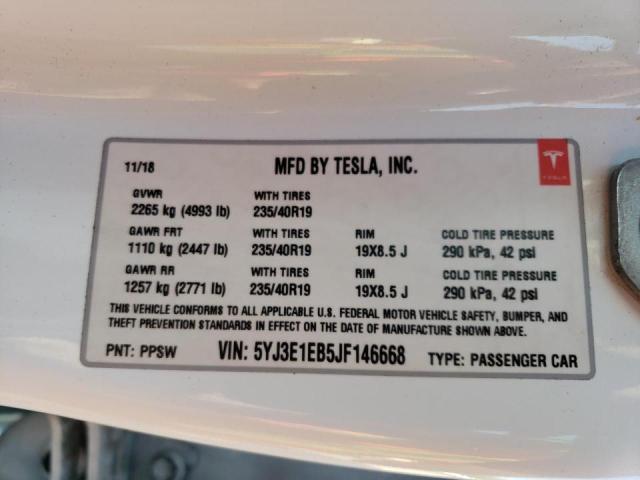 11/18 MFD BY TESLA, INC.
TESLA
GVWR WITH TIRES
2265 kg (4993 lb) 235/40R19
GAWR FRT WITH TIRES RIM COLD TIRE PRESSURE
1110 kg (2447 lb) 235/40R19 19X8.5 J 290 kPa, 42 psi
GAWR RR WITH TIRES RIM COLD TIRE PRESSURE
1257 kg (2771 lb) 235/40R19 19X8.5 J 290 kPa, 42 psi
THIS VEHICLE CONFORMS TO ALL APPLICABLE U.S. FEDERAL MOTOR VEHICLE SAFETY, BUMPER, AND
THEFT PREVENTION STANDARDS IN EFFECT ON THE DATE OF MANUFACTURE SHOWN ABOVE.
PNT: PPSW VIN: 5YJ3E1EB5JF146668 TYPE: PASSENGER CAR